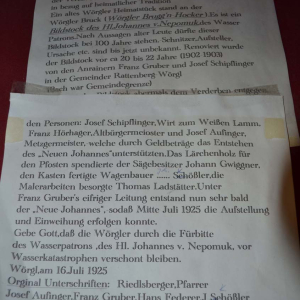 in bezug auf heimatlicher Tradition
Ein altes Wörgler Heimatstück stand an der
Wörgler Bruck (Wörgler Brugg'n Hocker). Es ist ein
Bildstock des Hl. Johannes v. Nepomuk, des Wasser
Patrons. Nach Aussagen alter Leute dürfte dieser
Bildstock bei 100 Jahre stehen. Schnitzer, Aufsteller,
Ursache etc. sind bis jetzt unbekannt. Renoviert wurde
der Bildstock vor 20 bis 22 Jahre (1902-1903)
von den Anrainern Franz Gruber und Josef Schipflinger
in der Gemeinde Rattenberg Wörgl
den Personen: Josef Schipflinger, Wirt zum Weißen Lamm.
Franz Hörhager, Altbürgermeister und Josef Aufinger,
Metzgermeister, welche durch Geldbeträge das Entstehen
des „Neuen Johannes" unterstützten. Das Lärchenholz für
den Pfosten spendierte der Sägebesitzer Johann Gwiggner,
den Kasten fertigte Wagenbauer ..... Schößler, die
Malerarbeiten besorgte Thomas Ladstätter. Unter
Franz Gruber's eifriger Leitung entstand nun sehr bald
der „Neue Johannes", sodaß Mitte Juli 1925 die Aufstellung
und Einweihung erfolgen konnte.
Gebe Gott, daß die Wörgler durch die Fürbitte
des Wasserpatrons, des Hl. Johannes v. Nepomuk, vor
Wasserkatastrophen verschont bleiben.
Wörgl, am 16 Juli 1925
Orginal Unterschriften: Riedlsberger, Pfarrer
Josef Aufinger, Franz Gruber, Hans Federer, J. Schößler